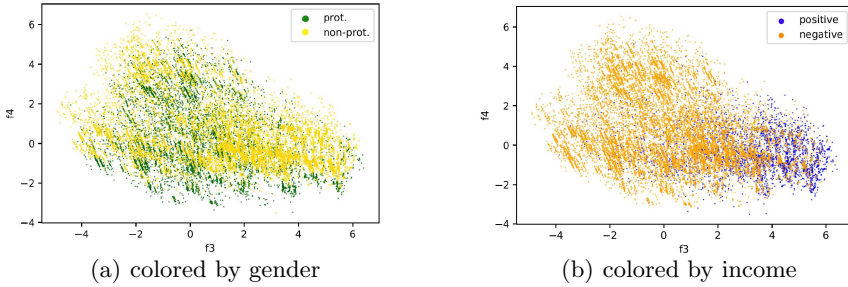 prot.
non-prot.
6
4
2
0
−2
−4
f4
−4
−2
0
2
4
6
f3
(a) colored by gender
positive
negative
6
4
2
0
−2
−4
f4
−4
−2
0
2
4
6
f3
(b) colored by income